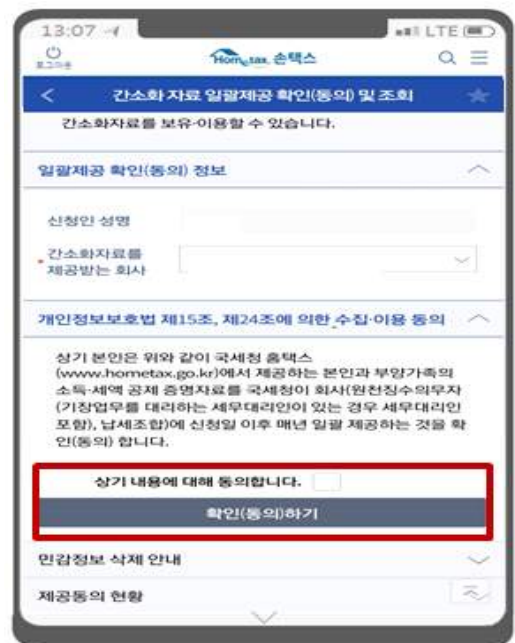 13:07
LTE
로그아웃
Hometax. 손택스
간소화 자료 일괄제공 확인(동의) 및 조회
간소화자료를 보유·이용할 수 있습니다.
일괄제공 확인(동의) 정보
신청인 성명
간소화자료를
제공받는 회사
개인정보보호법 제15조, 제24조에 의한 수집·이용 동의
상기 본인은 위와 같이 국세청 홈택스
(www.hometax.go.kr)에서 제공하는 본인과 부양가족의
소득·세액 공제 증명자료를 국세청이 회사(원천징수의무자
(기장업무를 대리하는 세무대리인이 있는 경우 세무대리인
포함), 납세조합)에 신청일 이후 매년 일괄 제공하는 것을 확
인(동의) 합니다.
상기 내용에 대해 동의합니다.
확인(동의)하기
민감정보 삭제 안내
제공동의 현황